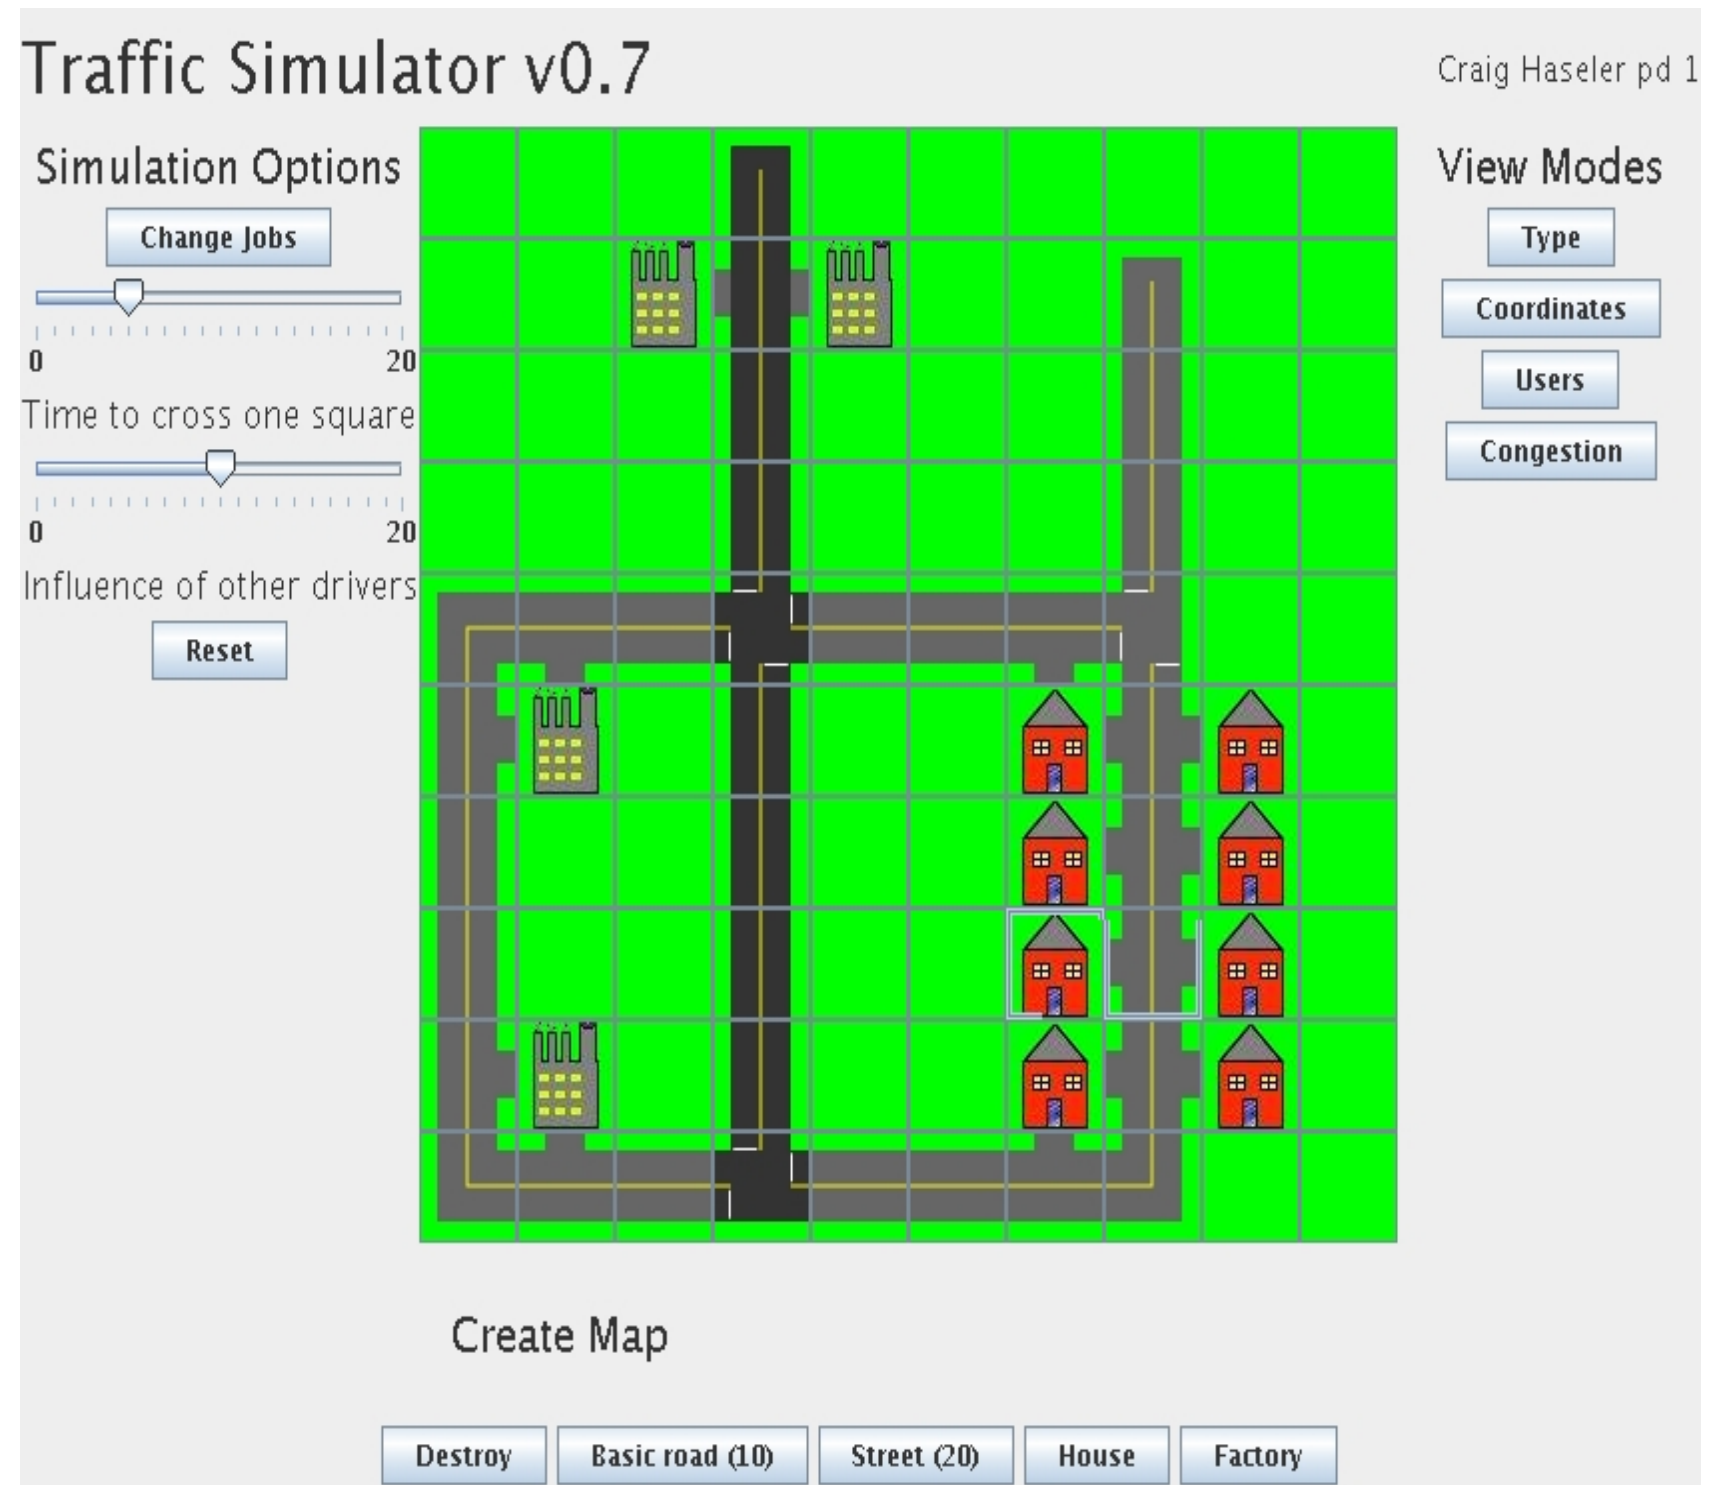 Traffic Simulator v0.7
Craig Haseler pd 1
Simulation Options
Change Jobs
0 20
Time to cross one square
0 20
Influence of other drivers
Reset
View Modes
Type
Coordinates
Users
Congestion
Create Map
Destroy Basic road (10) Street (20) House Factory